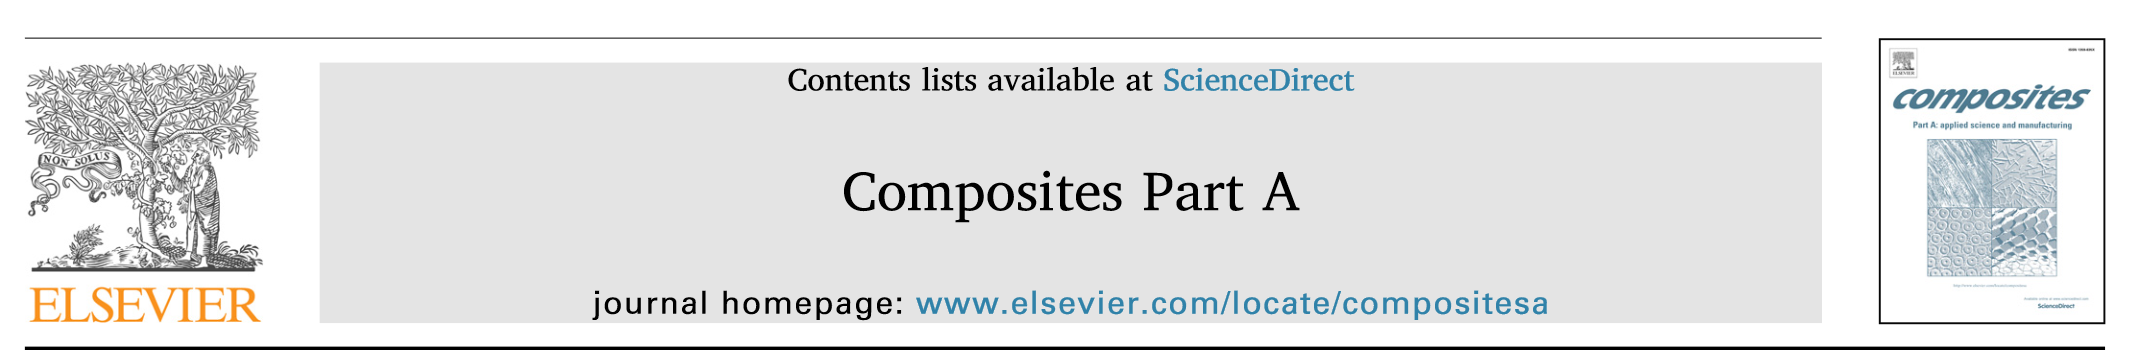 NON SOLUS
ELSEVIER
Contents lists available at ScienceDirect
Composites Part A
journal homepage: www.elsevier.com/locate/compositesa
ELSEVIER
composites
Part A: applied science and manufacturing
ScienceDirect